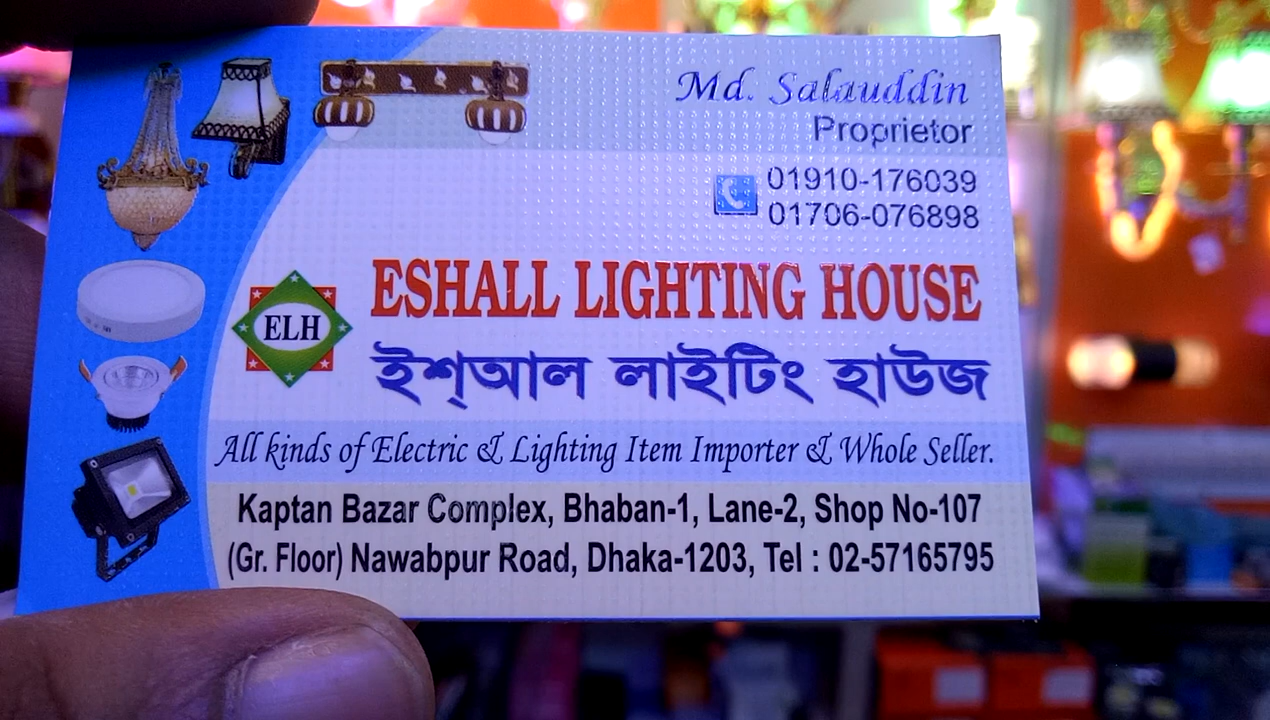 Md. Salauddin
Proprietor
01910-176039
01706-076898
ELH
ESHALL LIGHTING HOUSE
ইশ্আল লাইটিং হাউজ
All kinds of Electric & Lighting Item Importer & Whole Seller.
Kaptan Bazar Complex, Bhaban-1, Lane-2, Shop No-107
(Gr. Floor) Nawabpur Road, Dhaka-1203, Tel : 02-57165795